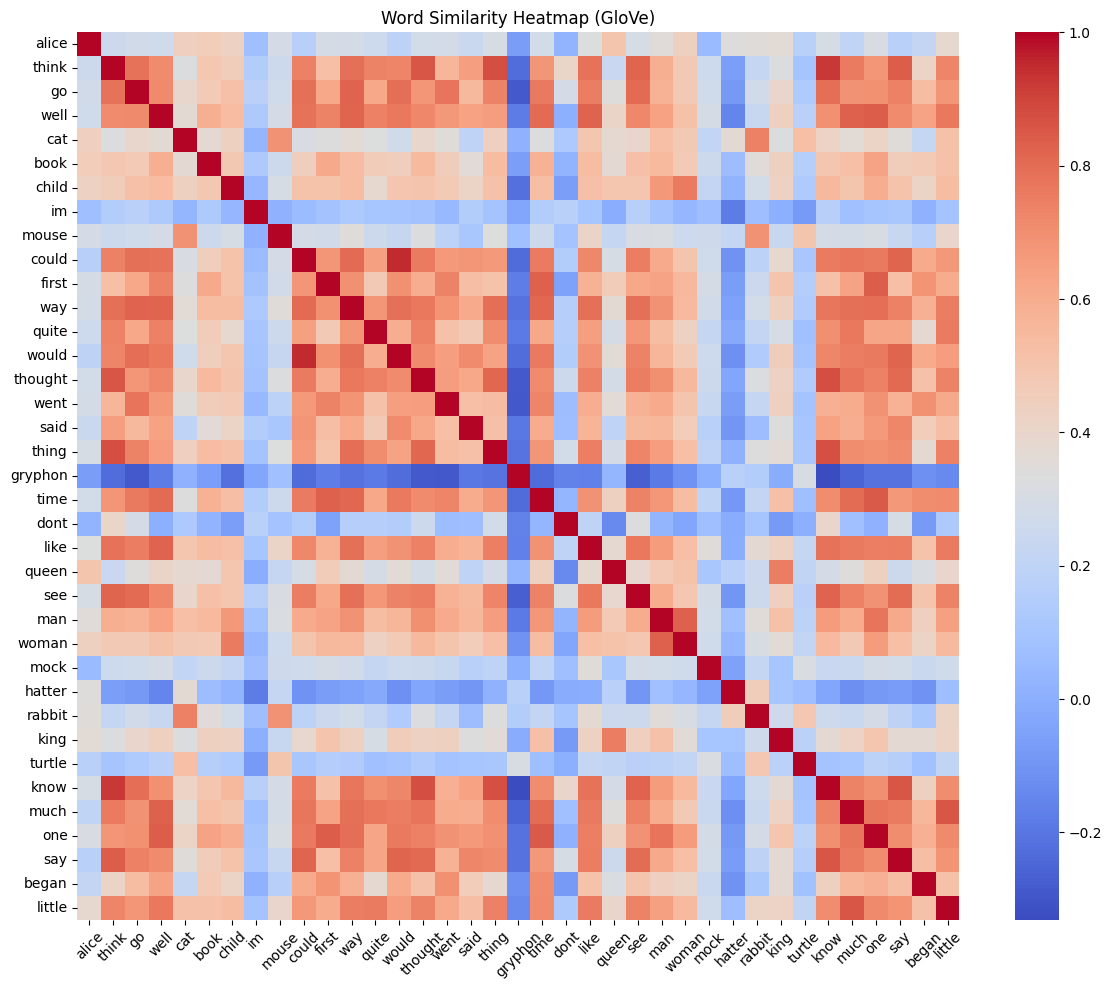 Word Similarity Heatmap (GloVe)
alice
think
go
well
cat
book
child
im
mouse
could
first
way
quite
would
thought
went
said
thing
gryphon
time
dont
like
queen
see
man
woman
mock
hatter
rabbit
king
turtle
know
much
one
say
began
little
alice think go well cat book child im mouse could first way quite would thought went said thing gryphon time dont like queen see man woman mock hatter rabbit king turtle know much one say began little
1.0
0.8
0.6
0.4
0.2
0.0
−0.2